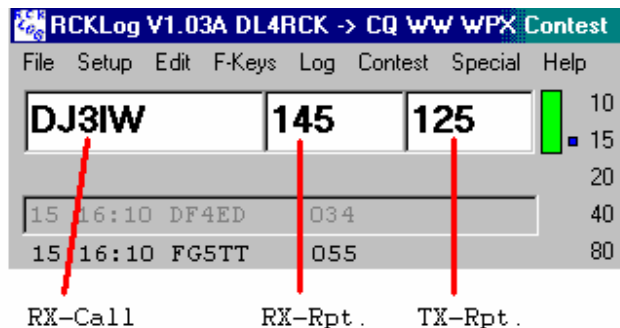 RCKLog V1.03A DL4RCK -> CQ WW WPX Contest
File Setup Edit F-Keys Log Contest Special Help
DJ3IW 145 125
10
15
20
15 16:10 DF4ED 034 40
15 16:10 FG5TT 055 80
RX-Call RX-Rpt. TX-Rpt.